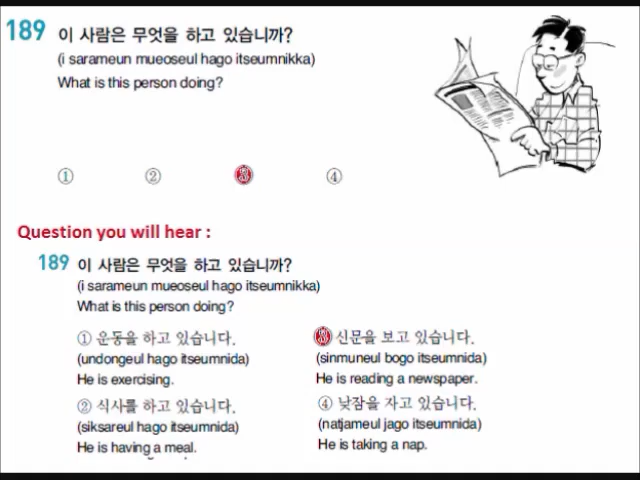 189 이 사람은 무엇을 하고 있습니까?
(i sarameun mueoseul hago itseumnikka)
What is this person doing?
① ② ③ ④
Question you will hear :
189 이 사람은 무엇을 하고 있습니까?
(i sarameun mueoseul hago itseumnikka)
What is this person doing?
① 운동을 하고 있습니다.
(undongeul hago itseumnida)
He is exercising.
② 식사를 하고 있습니다.
(siksareul hago itseumnida)
He is having a meal.
③ 신문을 보고 있습니다.
(sinmuneul bogo itseumnida)
He is reading a newspaper.
④ 낮잠을 자고 있습니다.
(natjameul jago itseumnida)
He is taking a nap.